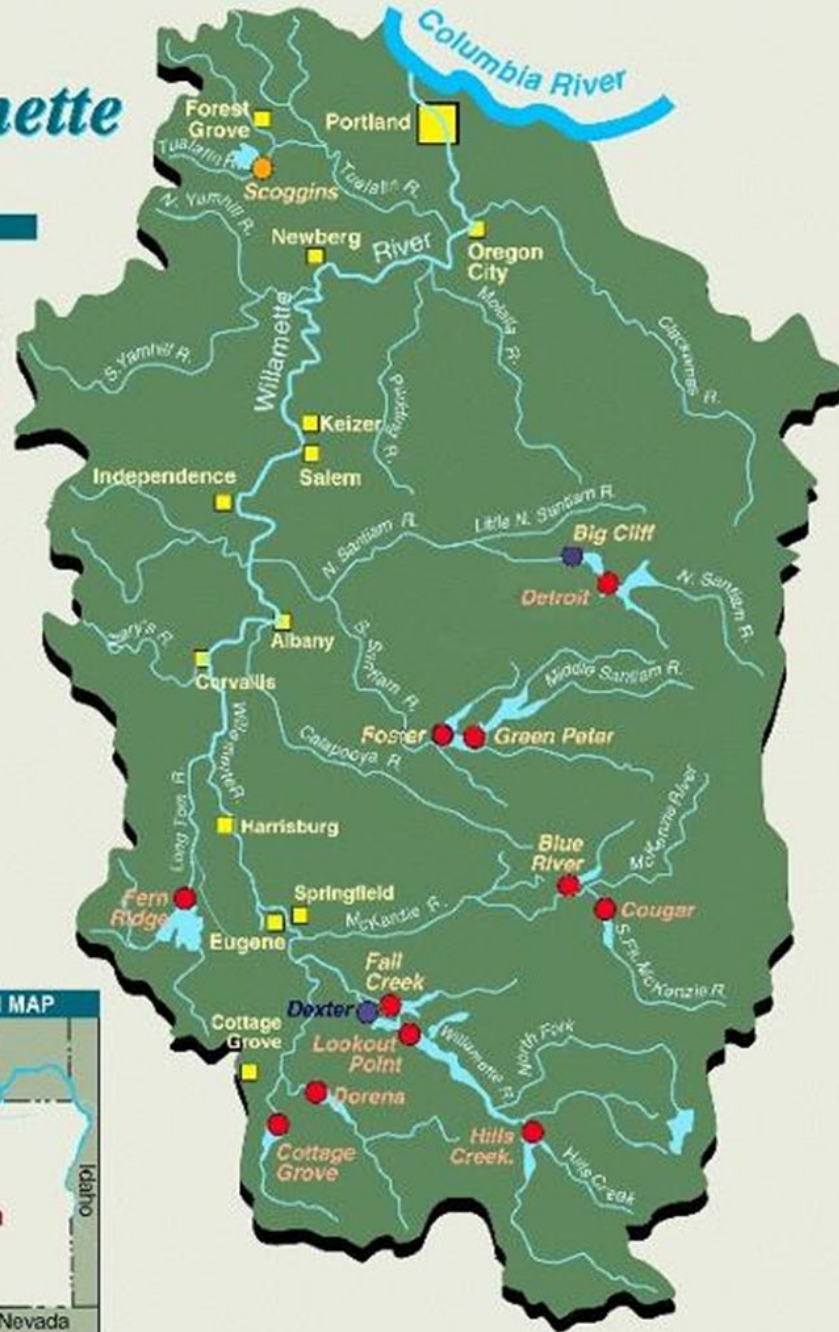 Columbia River
nette
Forest
Grove
Portland
Tualatin R.
Scoggins
Tualatin R.
N. Yamhill R.
Newberg
River
Oregon
City
Willamette
Molalla R.
Clackamas R.
S. Yamhill R.
Pudding R.
Keizer
Salem
Independence
N. Santiam R.
Little N. Santiam R.
Big Cliff
Detroit
N. Santiam R.
Albany
Mary's R.
S. Santiam R.
Corvallis
Middle Santiam R.
Foster
Green Peter
Willamette R.
Calapooya R.
Long Tom R.
Harrisburg
Blue
River
River
Fern
Ridge
Springfield
McKenzie R.
Cougar
Eugene
S. Fk. McKenzie R.
Fall
Creek
Dexter
MAP
Cottage
Grove
Lookout
Point
Willamette R.
North Fork
Dorena
Cottage
Grove
Hills
Creek.
Hills Creek
Idaho
Nevada